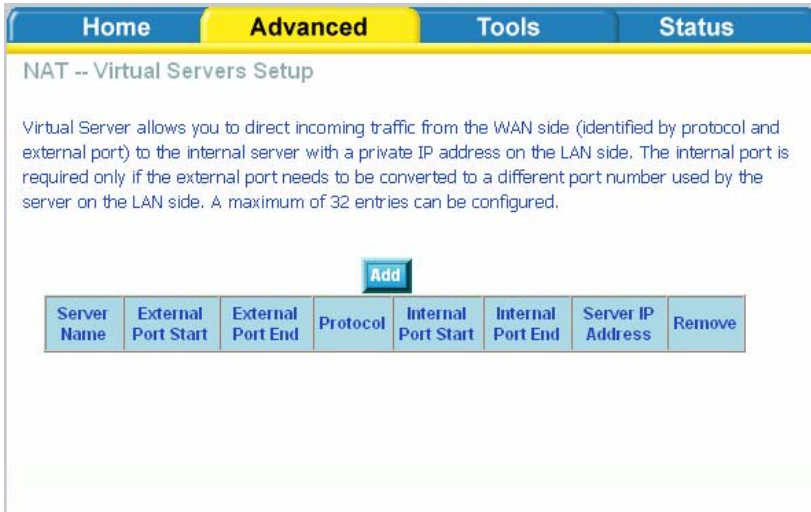 Home Advanced Tools Status
NAT -- Virtual Servers Setup
Virtual Server allows you to direct incoming traffic from the WAN side (identified by protocol and
external port) to the internal server with a private IP address on the LAN side. The internal port is
required only if the external port needs to be converted to a different port number used by the
server on the LAN side. A maximum of 32 entries can be configured.
Add
Server Name External Port Start External Port End Protocol Internal Port Start Internal Port End Server IP Address Remove